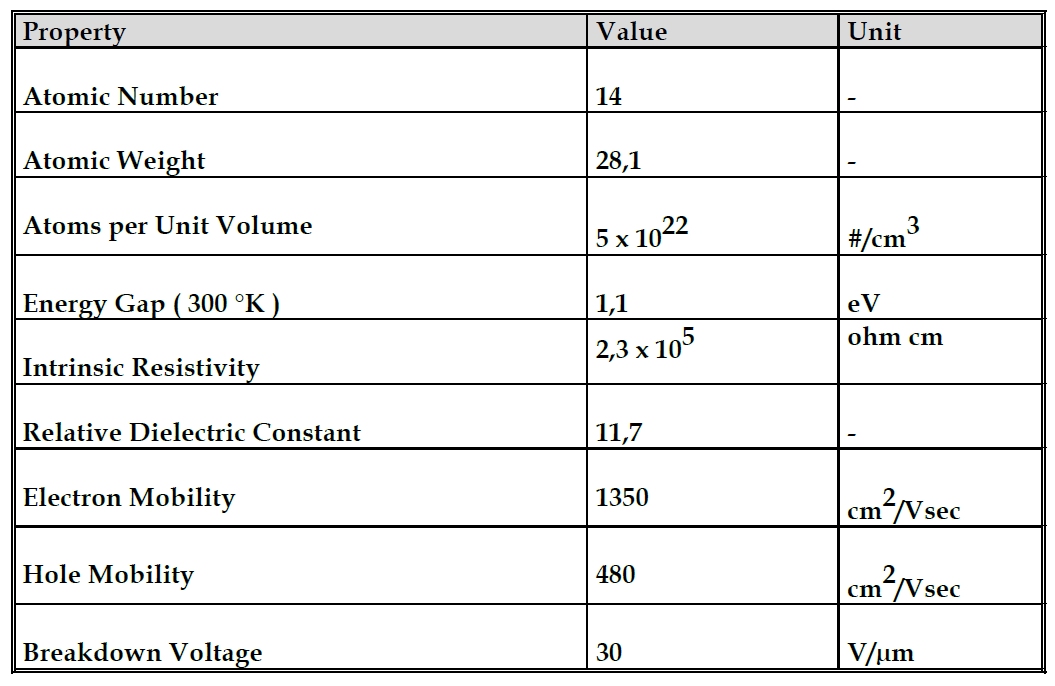 Property Value Unit
Atomic Number 14 -
Atomic Weight 28,1 -
Atoms per Unit Volume 5 x 10^22 #/cm^3
Energy Gap ( 300 °K ) 1,1 eV
Intrinsic Resistivity 2,3 x 10^5 ohm cm
Relative Dielectric Constant 11,7 -
Electron Mobility 1350 cm^2/Vsec
Hole Mobility 480 cm^2/Vsec
Breakdown Voltage 30 V/μm